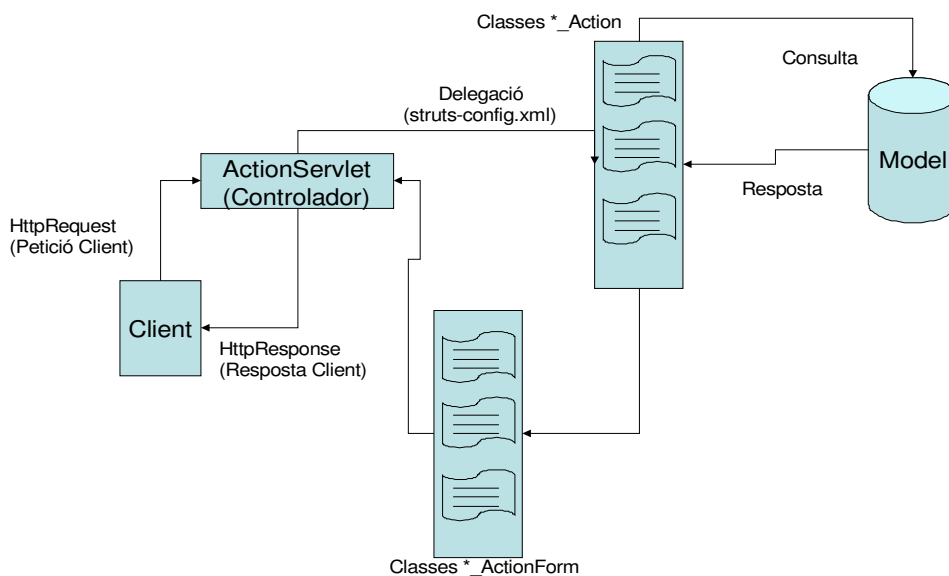 Classes *_Action
Consulta
Delegació
(struts-config.xml)
ActionServlet
(Controlador)
Model
Resposta
HttpRequest
(Petició Client)
Client
HttpResponse
(Resposta Client)
Classes *_ActionForm